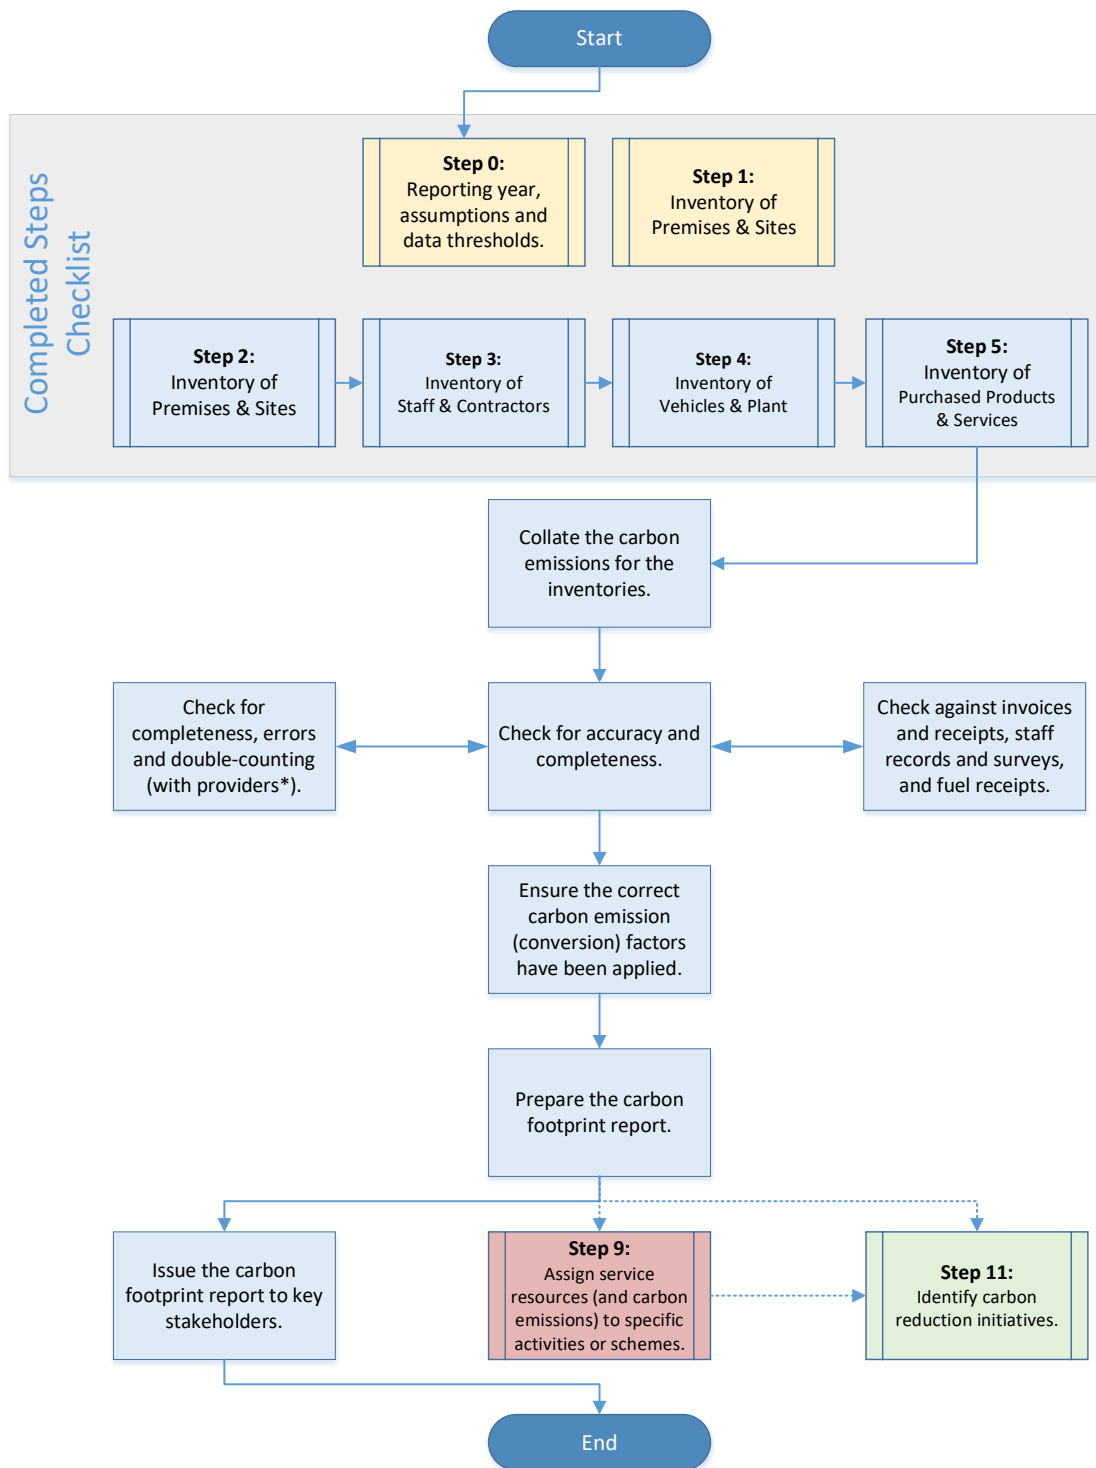 Start
Completed Steps
Checklist
Step 0:
Reporting year,
assumptions and
data thresholds.
Step 1:
Inventory of
Premises & Sites
Step 2:
Inventory of
Premises & Sites
Step 3:
Inventory of
Staff & Contractors
Step 4:
Inventory of
Vehicles & Plant
Step 5:
Inventory of
Purchased Products
& Services
Collate the carbon
emissions for the
inventories.
Check for
completeness, errors
and double-counting
(with providers*).
Check for accuracy and
completeness.
Check against invoices
and receipts, staff
records and surveys,
and fuel receipts.
Ensure the correct
carbon emission
(conversion) factors
have been applied.
Prepare the carbon
footprint report.
Issue the carbon
footprint report to key
stakeholders.
Step 9:
Assign service
resources (and carbon
emissions) to specific
activities or schemes.
Step 11:
Identify carbon
reduction initiatives.
End